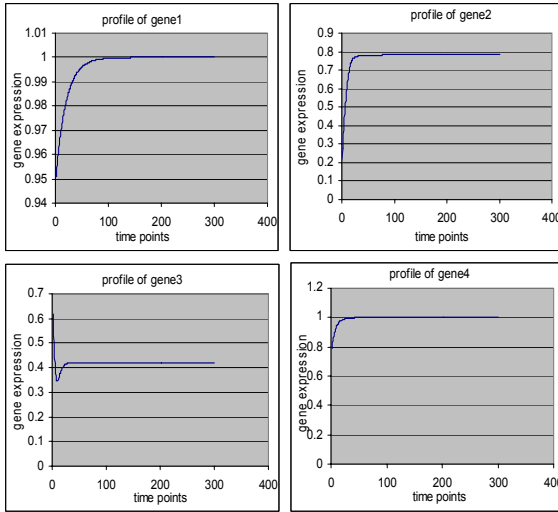 profile of gene1
1.01
1
0.99
0.98
0.97
0.96
0.95
0.94
gene expression
0 100 200 300 400
time points
profile of gene2
0.9
0.8
0.7
0.6
0.5
0.4
0.3
0.2
0.1
0
gene expression
0 100 200 300 400
time points
profile of gene3
0.7
0.6
0.5
0.4
0.3
0.2
0.1
0
gene expression
0 100 200 300 400
time points
profile of gene4
1.2
1
0.8
0.6
0.4
0.2
0
gene expression
0 100 200 300 400
time points